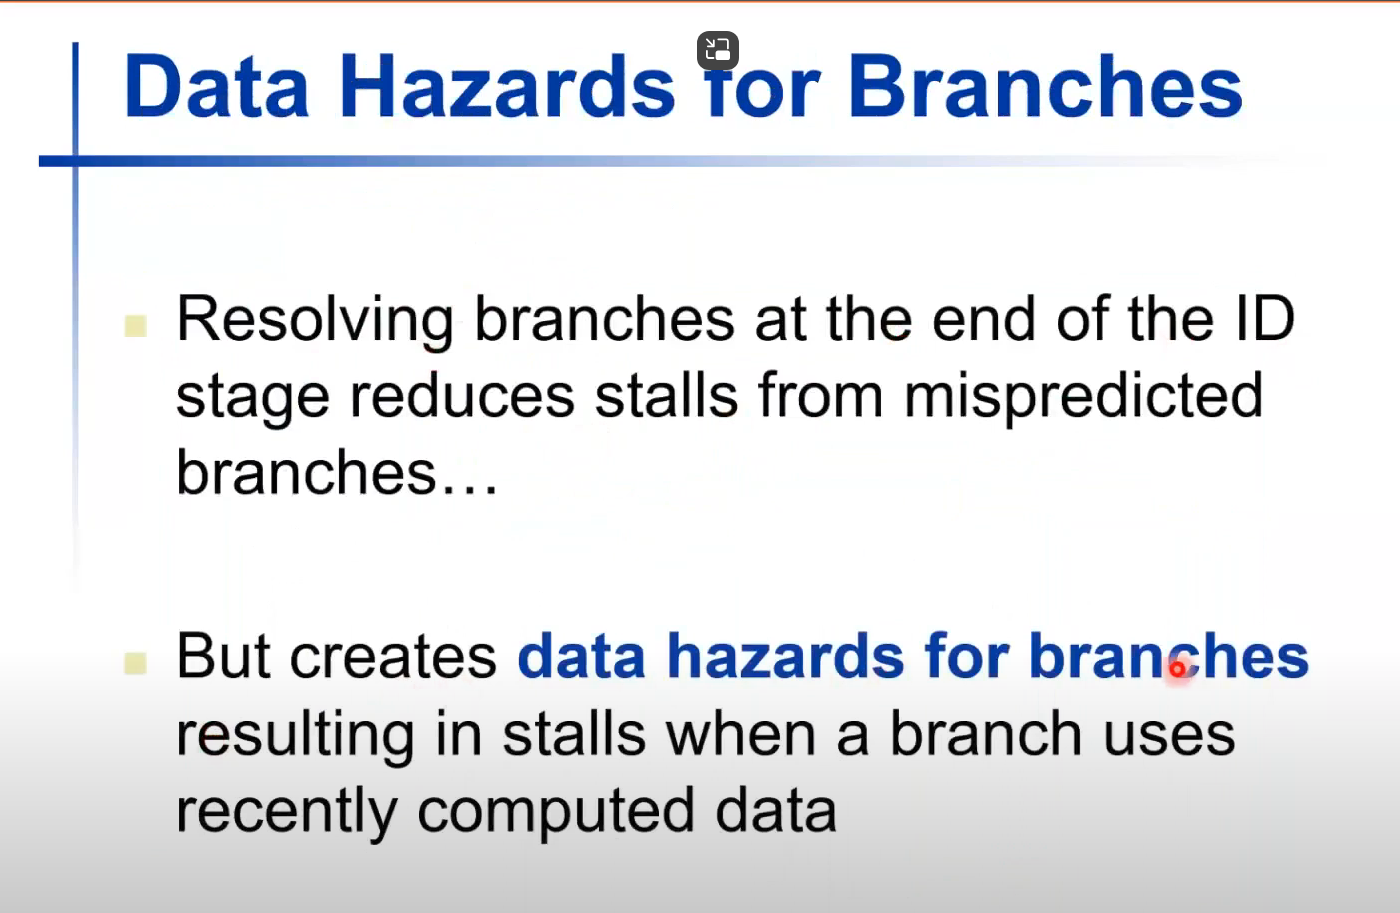 Data Hazards for Branches
Resolving branches at the end of the ID
stage reduces stalls from mispredicted
branches…
But creates data hazards for branches
resulting in stalls when a branch uses
recently computed data